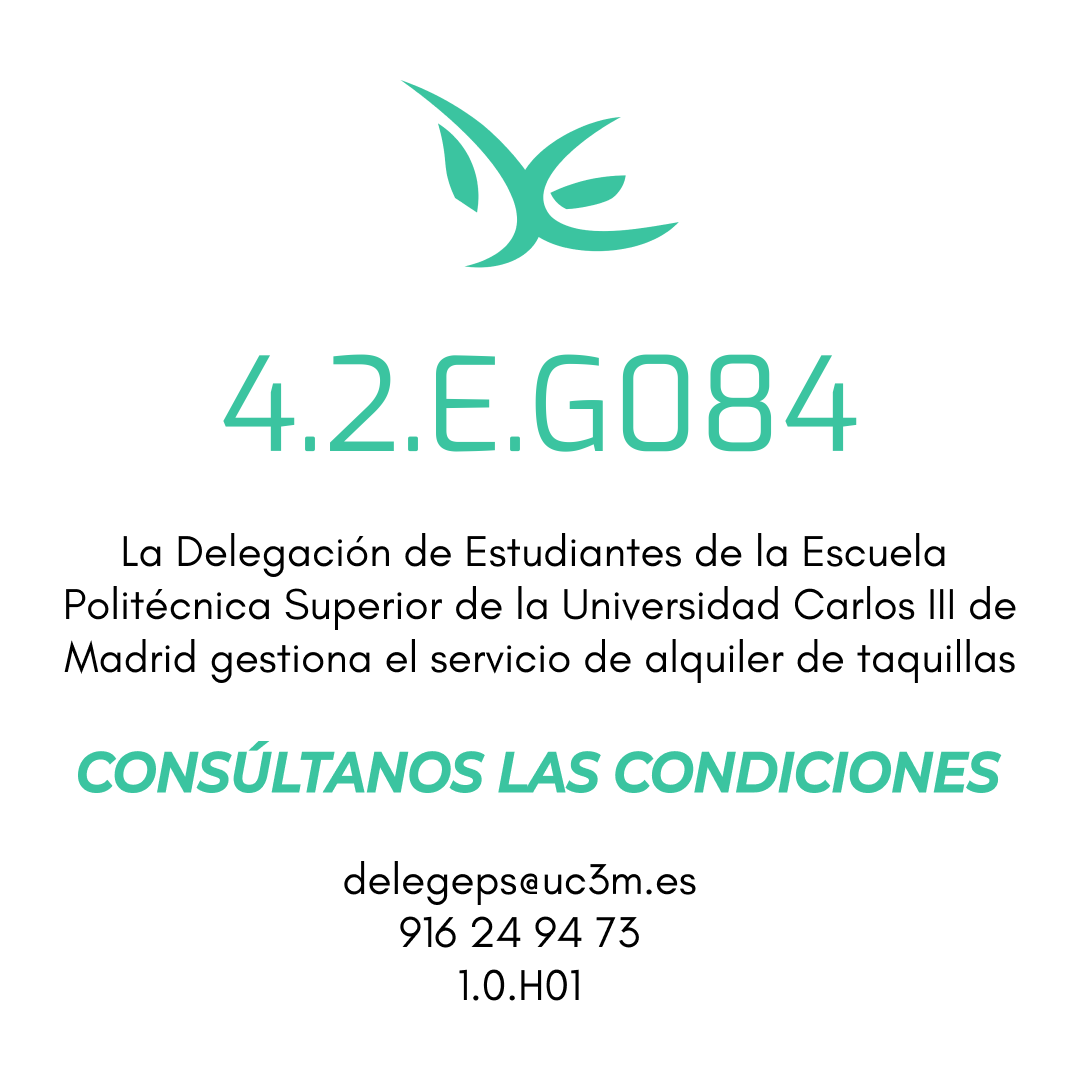 4.2.E.G084
La Delegación de Estudiantes de la Escuela
Politécnica Superior de la Universidad Carlos III de
Madrid gestiona el servicio de alquiler de taquillas
CONSÚLTANOS LAS CONDICIONES
delegeps@uc3m.es
916 24 94 73
1.0.H01